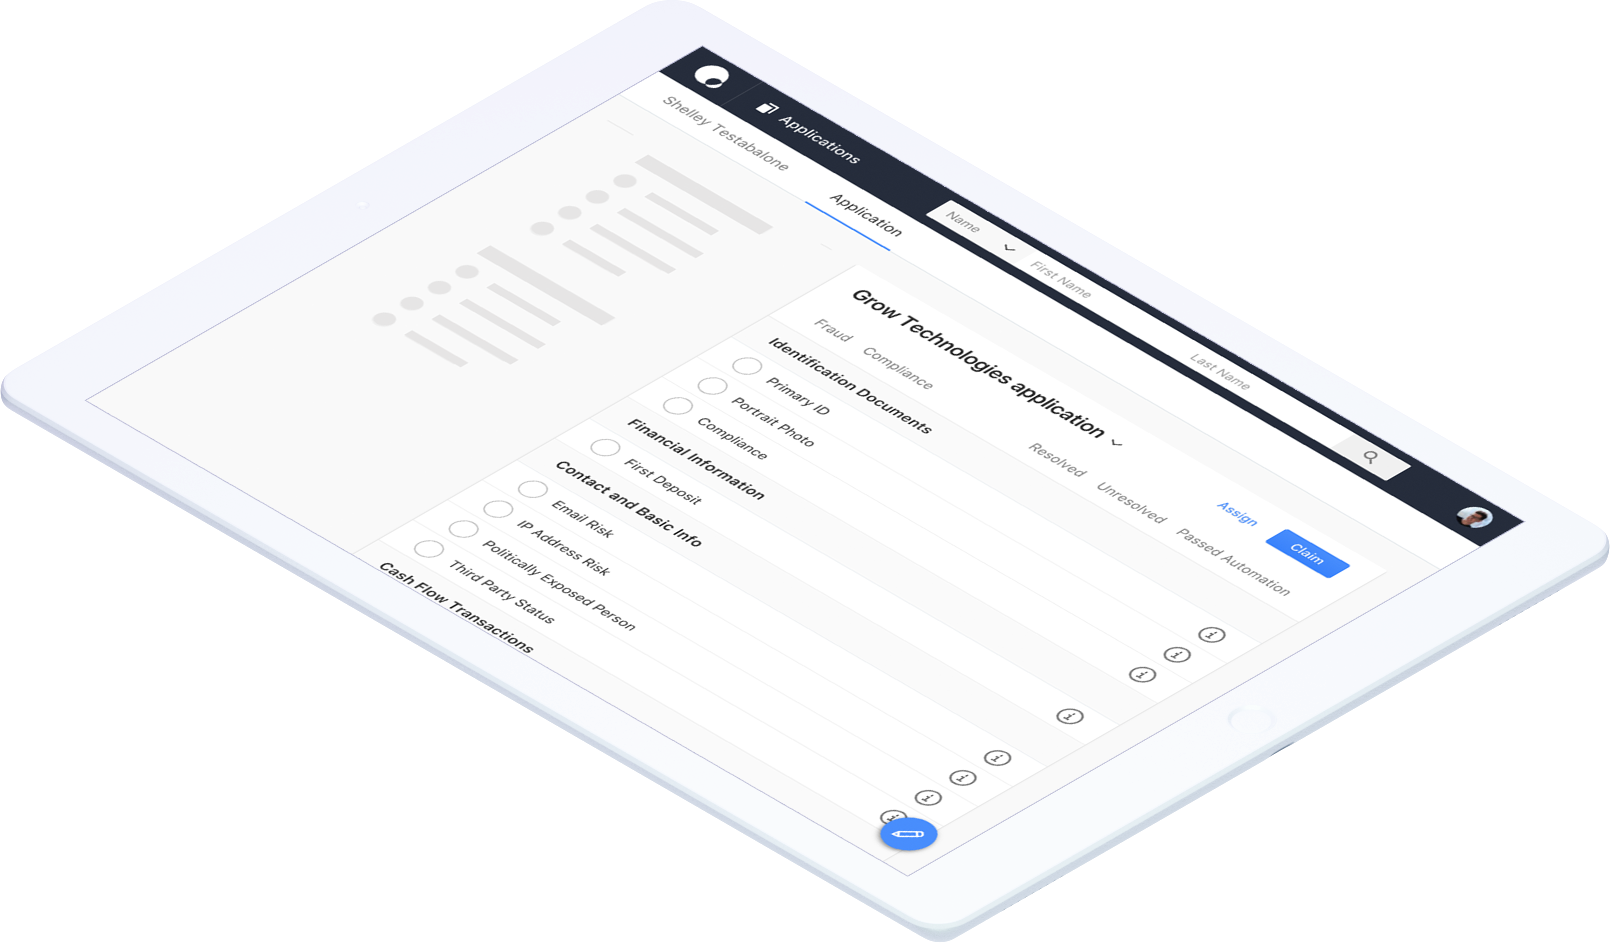 Applications
Name
First Name
Last Name
Shelley Testabalone
Application
Grow Technologies application
Assign
Claim
Fraud
Compliance
Resolved
Unresolved
Passed Automation
Identification Documents
Primary ID
Portrait Photo
Compliance
Financial Information
First Deposit
Contact and Basic Info
Email Risk
IP Address Risk
Politically Exposed Person
Third Party Status
Cash Flow Transactions